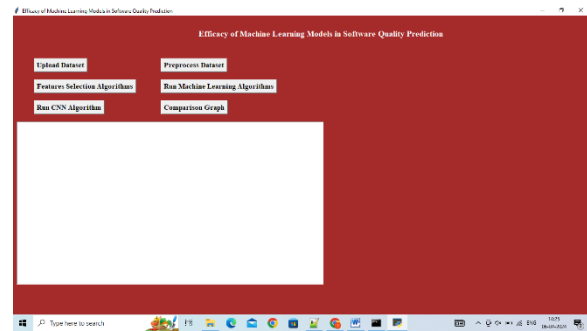 Efficacy of Machine Learning Models in Software Quality Prediction
Efficacy of Machine Learning Models in Software Quality Prediction
Upload Dataset
Preprocess Dataset
Features Selection Algorithms
Run Machine Learning Algorithms
Run CNN Algorithm
Comparison Graph
Type here to search
ENG
14:25